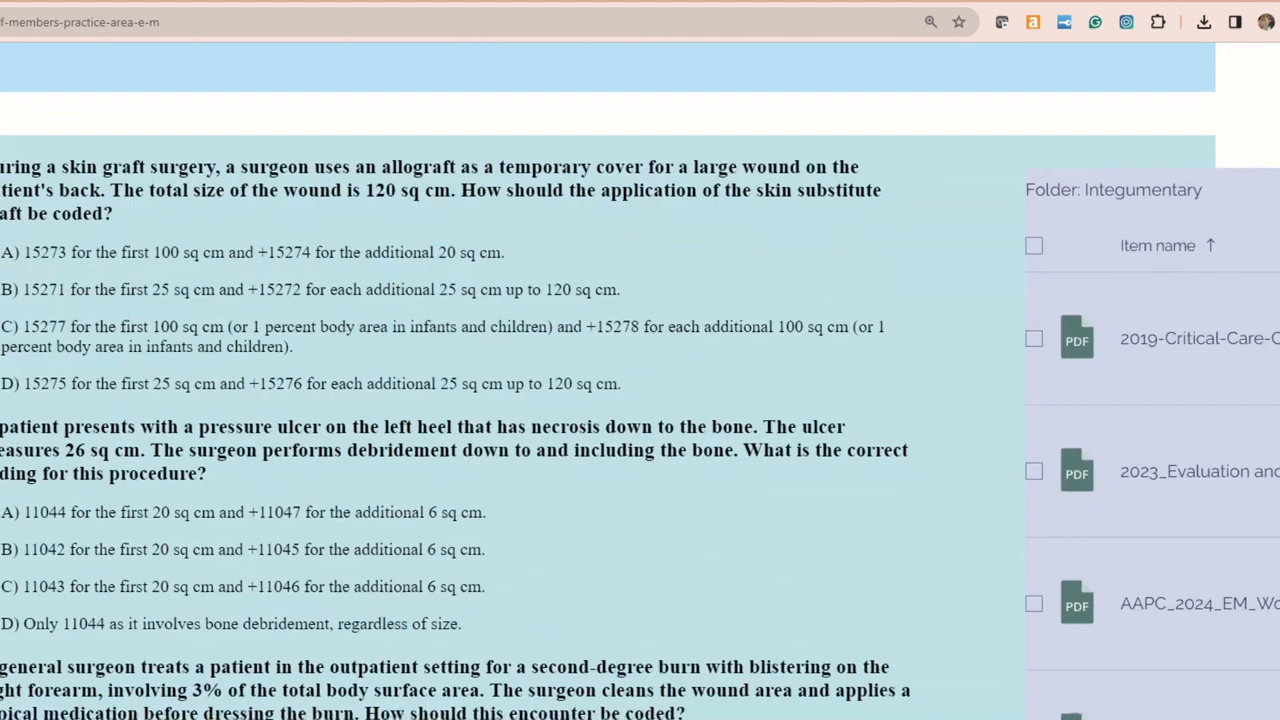 f-members-practice-area-e-m
uring a skin graft surgery, a surgeon uses an allograft as a temporary cover for a large wound on the
tient's back. The total size of the wound is 120 sq cm. How should the application of the skin substitute
aft be coded?
A) 15273 for the first 100 sq cm and +15274 for the additional 20 sq cm.
B) 15271 for the first 25 sq cm and +15272 for each additional 25 sq cm up to 120 sq cm.
C) 15277 for the first 100 sq cm (or 1 percent body area in infants and children) and +15278 for each additional 100 sq cm (or 1
percent body area in infants and children).
D) 15275 for the first 25 sq cm and +15276 for each additional 25 sq cm up to 120 sq cm.
patient presents with a pressure ulcer on the left heel that has necrosis down to the bone. The ulcer
easures 26 sq cm. The surgeon performs debridement down to and including the bone. What is the correct
ding for this procedure?
A) 11044 for the first 20 sq cm and +11047 for the additional 6 sq cm.
B) 11042 for the first 20 sq cm and +11045 for the additional 6 sq cm.
C) 11043 for the first 20 sq cm and +11046 for the additional 6 sq cm.
D) Only 11044 as it involves bone debridement, regardless of size.
general surgeon treats a patient in the outpatient setting for a second-degree burn with blistering on the
ght forearm, involving 3% of the total body surface area. The surgeon cleans the wound area and applies a
pical medication before dressing the burn. How should this encounter be coded?
Folder: Integumentary
Item name ↑
PDF 2019-Critical-Care-C
PDF 2023_Evaluation and
PDF AAPC_2024_EM_Wo